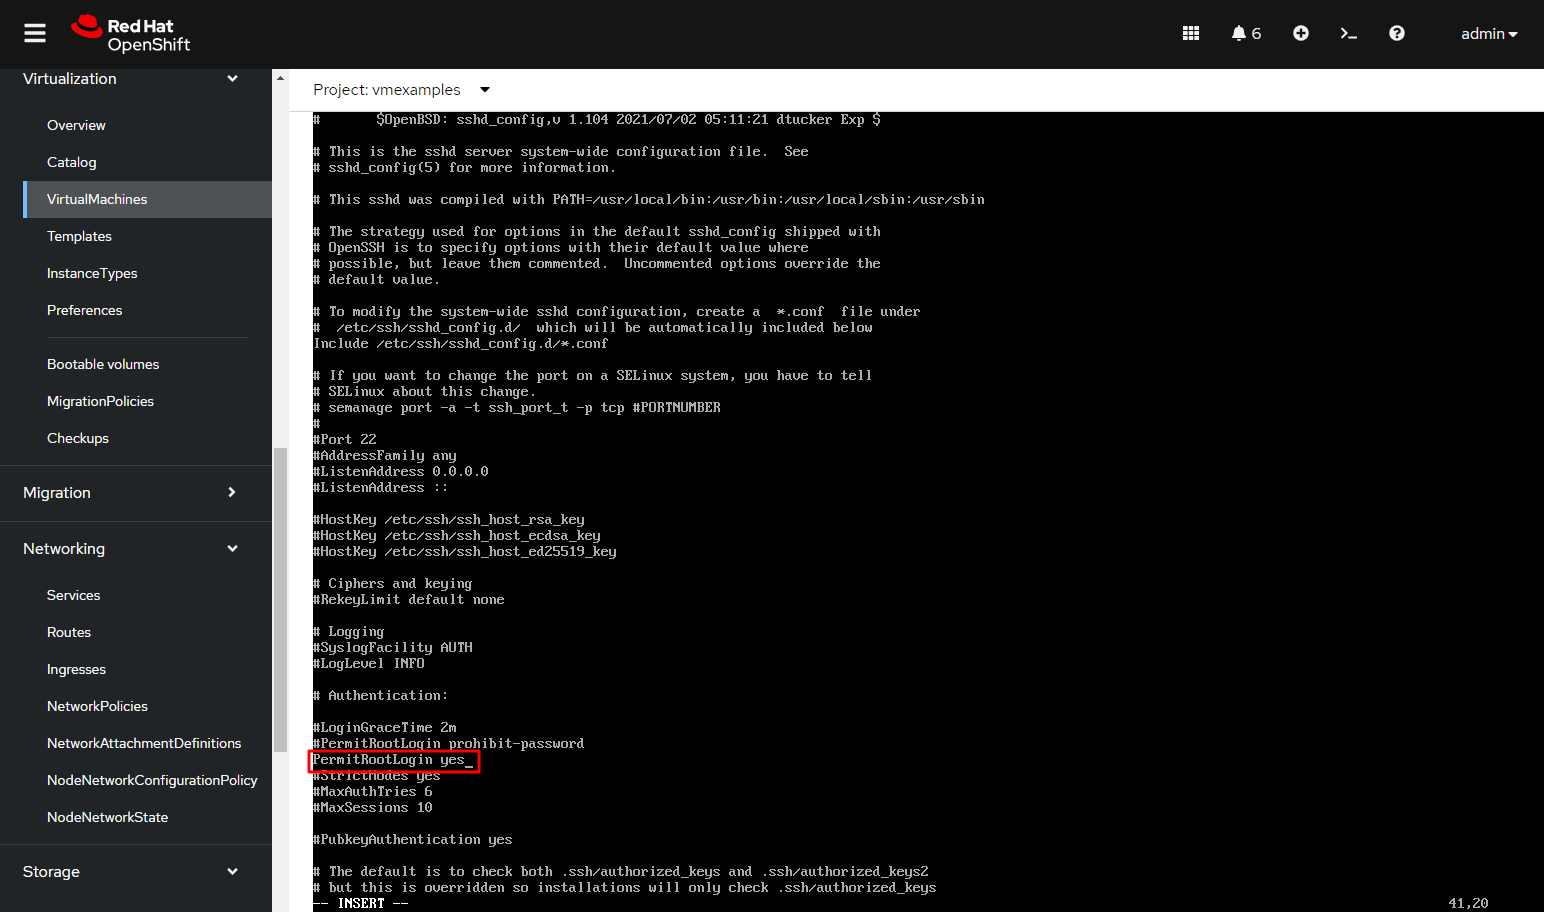 Red Hat
OpenShift
6
admin
Virtualization
Overview
Catalog
VirtualMachines
Templates
InstanceTypes
Preferences
Bootable volumes
MigrationPolicies
Checkups
Migration
Networking
Services
Routes
Ingresses
NetworkPolicies
NetworkAttachmentDefinitions
NodeNetworkConfigurationPolicy
NodeNetworkState
Storage
Project: vmexamples
#       $OpenBSD: sshd_config,v 1.104 2021/07/02 05:11:21 dtucker Exp $
# This is the sshd server system-wide configuration file.  See
# sshd_config(5) for more information.
# This sshd was compiled with PATH=/usr/local/bin:/usr/bin:/usr/local/sbin:/usr/sbin
# The strategy used for options in the default sshd_config shipped with
# OpenSSH is to specify options with their default value where
# possible, but leave them commented.  Uncommented options override the
# default value.
# To modify the system-wide sshd configuration, create a  *.conf  file under
#  /etc/ssh/sshd_config.d/  which will be automatically included below
Include /etc/ssh/sshd_config.d/*.conf
# If you want to change the port on a SELinux system, you have to tell
# SELinux about this change.
# semanage port -a -t ssh_port_t -p tcp #PORTNUMBER
#
#Port 22
#AddressFamily any
#ListenAddress 0.0.0.0
#ListenAddress ::
#HostKey /etc/ssh/ssh_host_rsa_key
#HostKey /etc/ssh/ssh_host_ecdsa_key
#HostKey /etc/ssh/ssh_host_ed25519_key
# Ciphers and keying
#RekeyLimit default none
# Logging
#SyslogFacility AUTH
#LogLevel INFO
# Authentication:
#LoginGraceTime 2m
#PermitRootLogin prohibit-password
PermitRootLogin yes_
#StrictModes yes
#MaxAuthTries 6
#MaxSessions 10
#PubkeyAuthentication yes
# The default is to check both .ssh/authorized_keys and .ssh/authorized_keys2
# but this is overridden so installations will only check .ssh/authorized_keys
-- INSERT --
41,20